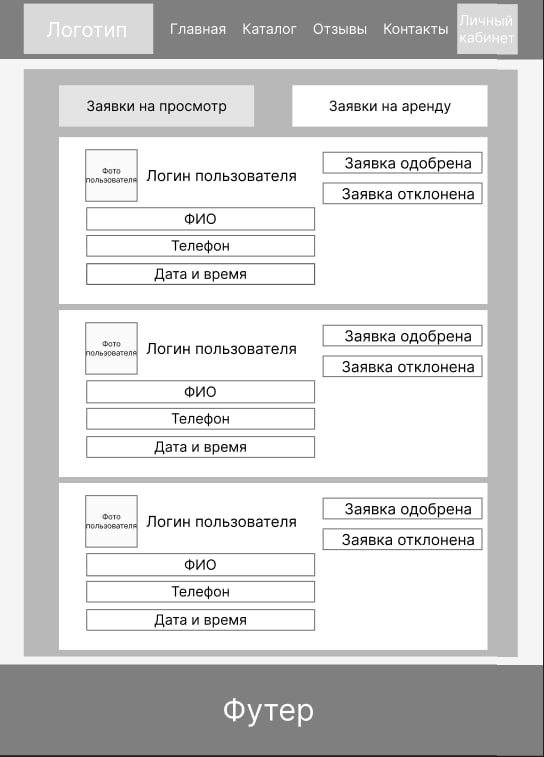 Логотип
Главная
Каталог
Отзывы
Контакты
Личный
кабинет
Заявки на просмотр
Заявки на аренду
Фото
пользователя
Логин пользователя
Заявка одобрена
Заявка отклонена
ФИО
Телефон
Дата и время
Фото
пользователя
Логин пользователя
Заявка одобрена
Заявка отклонена
ФИО
Телефон
Дата и время
Фото
пользователя
Логин пользователя
Заявка одобрена
Заявка отклонена
ФИО
Телефон
Дата и время
Футер